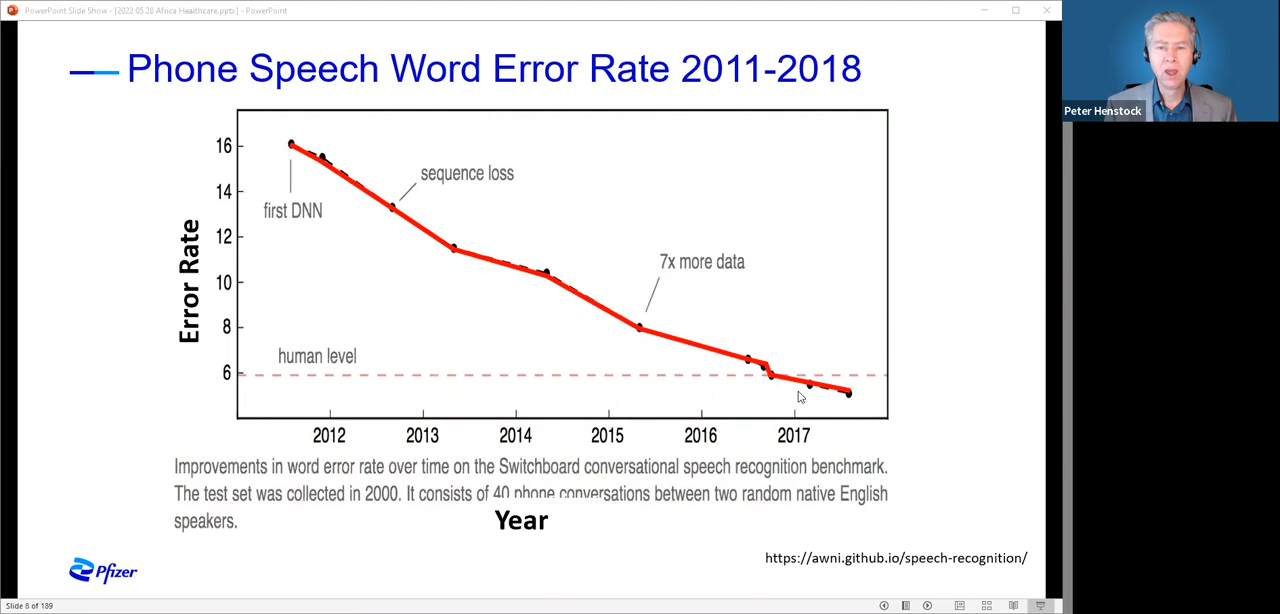 PowerPoint Slide Show - [2022 05 28 Africa Healthcare.pptx] - PowerPoint
Phone Speech Word Error Rate 2011-2018
Peter Henstock
16
14
12
10
8
6
Error Rate
first DNN
sequence loss
7x more data
human level
2012 2013 2014 2015 2016 2017
Improvements in word error rate over time on the Switchboard conversational speech recognition benchmark.
The test set was collected in 2000. It consists of 40 phone conversations between two random native English
speakers.
Year
https://awni.github.io/speech-recognition/
Pfizer
Slide 8 of 189